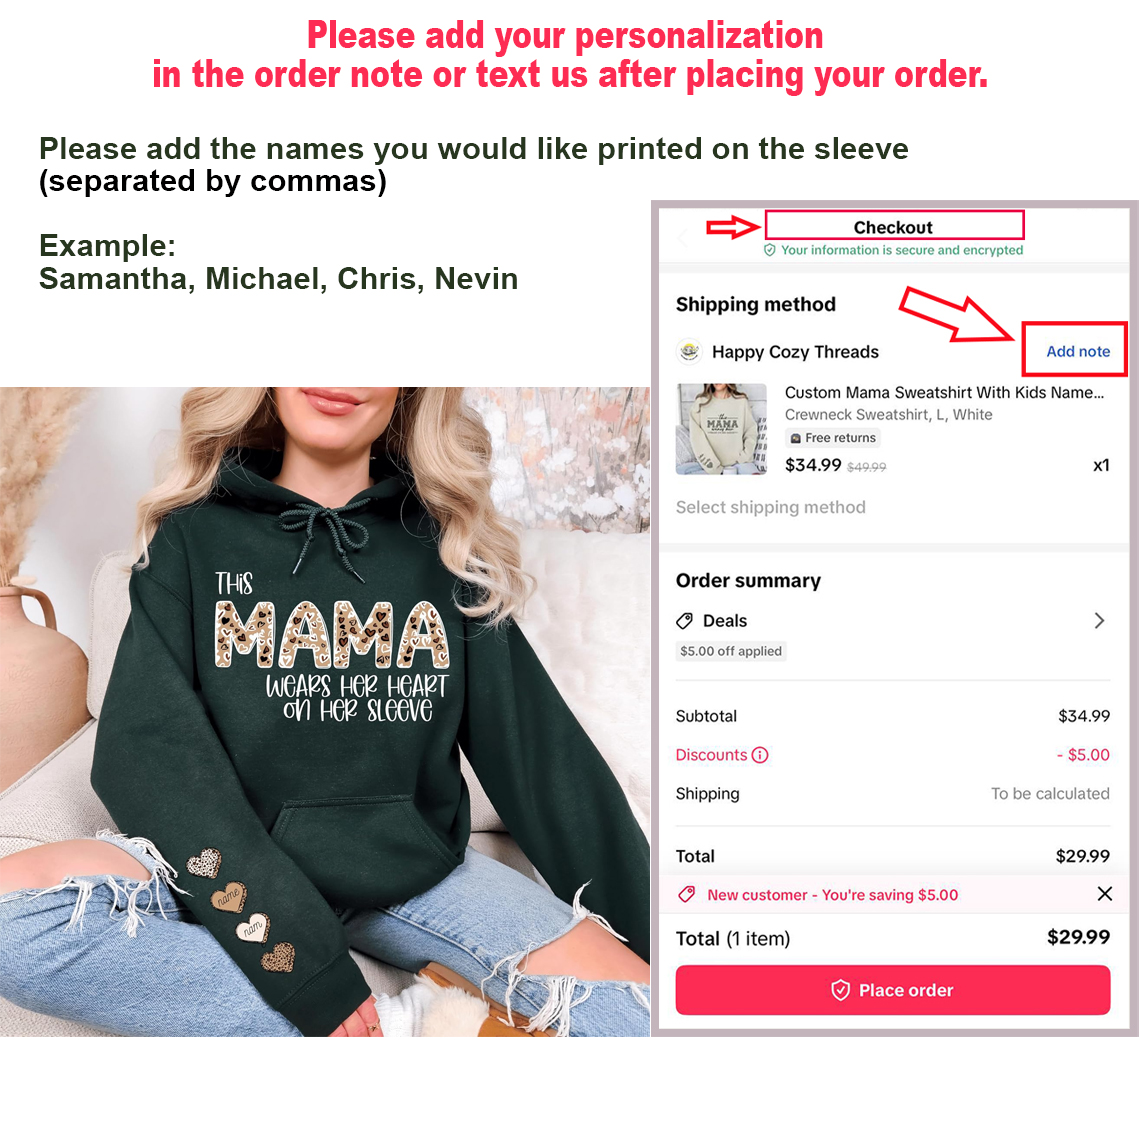 Please add your personalization
in the order note or text us after placing your order.
Please add the names you would like printed on the sleeve
(separated by commas)
Example:
Samantha, Michael, Chris, Nevin
THIS
MAMA
WEARS HER HEART
ON HER SLEEVE
name
nam
Checkout
Your information is secure and encrypted
Shipping method
Happy Cozy Threads
Add note
Custom Mama Sweatshirt With Kids Name...
Crewneck Sweatshirt, L, White
Free returns
$34.99 $49.99
x1
MAMA
Select shipping method
Order summary
Deals
$5.00 off applied
Subtotal $34.99
Discounts - $5.00
Shipping To be calculated
Total $29.99
New customer - You're saving $5.00
Total (1 item) $29.99
Place order